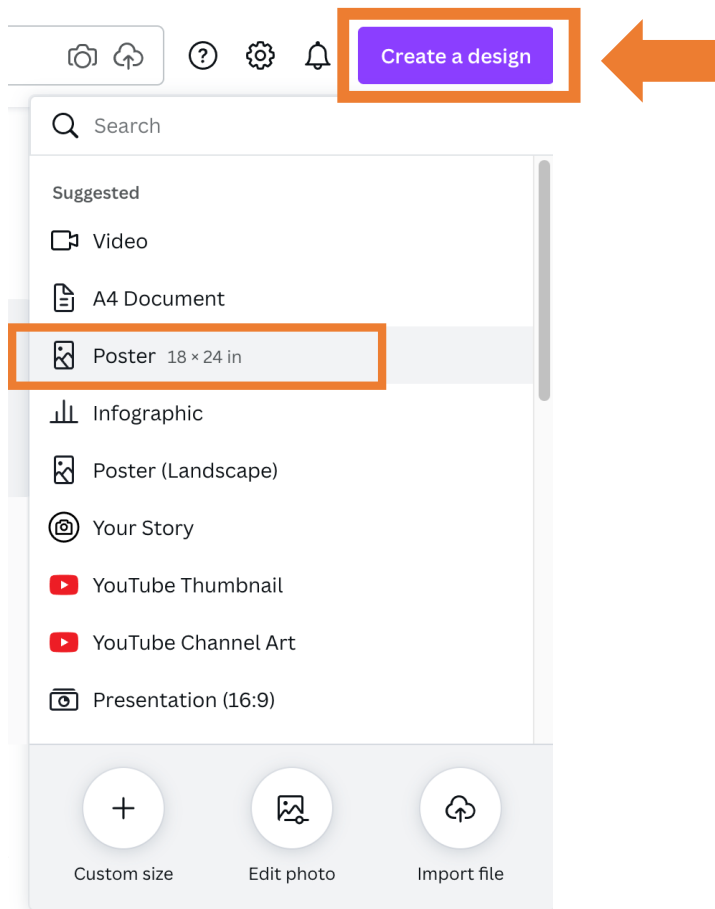 Create a design
Search
Suggested
Video
A4 Document
Poster 18 × 24 in
Infographic
Poster (Landscape)
Your Story
YouTube Thumbnail
YouTube Channel Art
Presentation (16:9)
Custom size
Edit photo
Import file